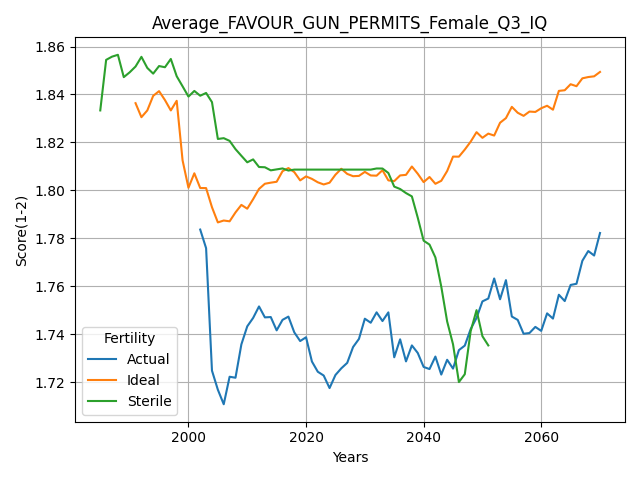 Average_FAVOUR_GUN_PERMITS_Female_Q3_IQ
Score(1-2)
1.86
1.84
1.82
1.80
1.78
1.76
1.74
1.72
Fertility
Actual
Ideal
Sterile
2000 2020 2040 2060
Years